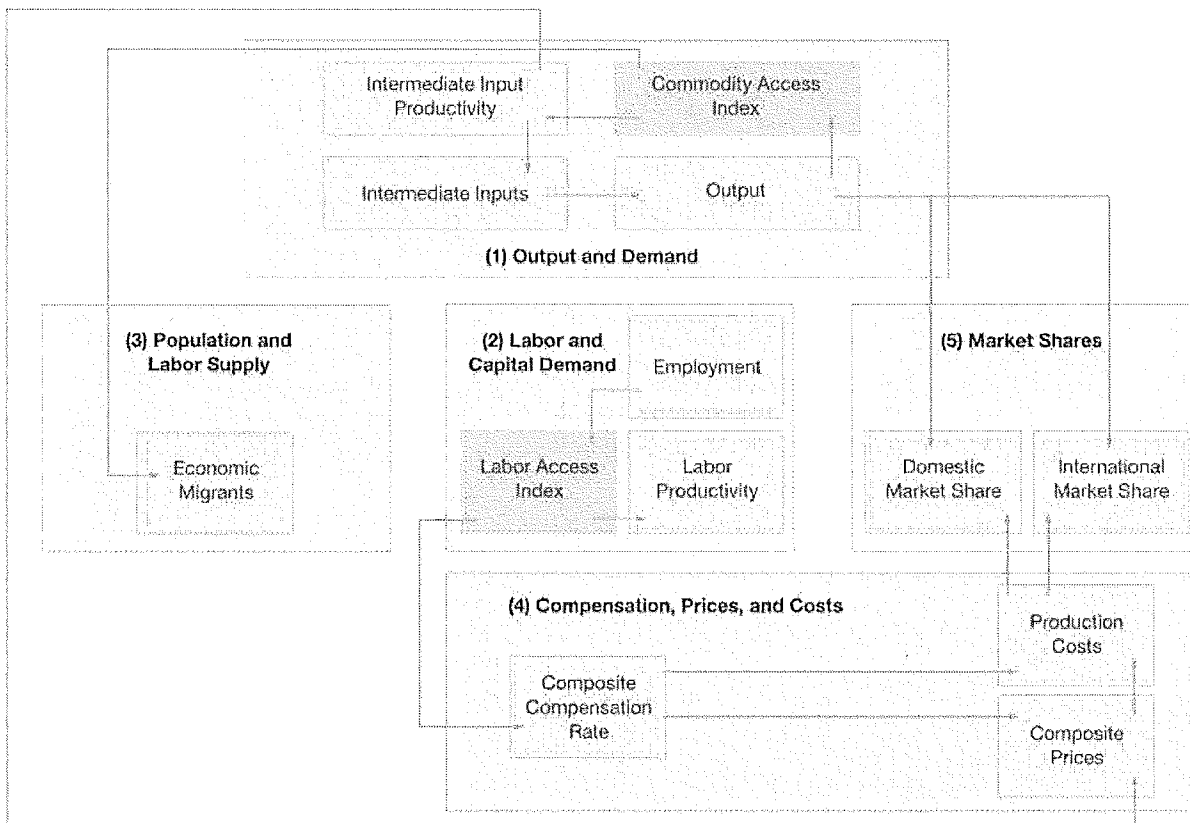 Intermediate Input
Productivity
Commodity Access
Index
Intermediate Inputs
Output
(1) Output and Demand
(3) Population and
Labor Supply
Economic
Migrants
(2) Labor and
Capital Demand
Employment
Labor Access
Index
Labor
Productivity
(5) Market Shares
Domestic
Market Share
International
Market Share
(4) Compensation, Prices, and Costs
Composite
Compensation
Rate
Production
Costs
Composite
Prices